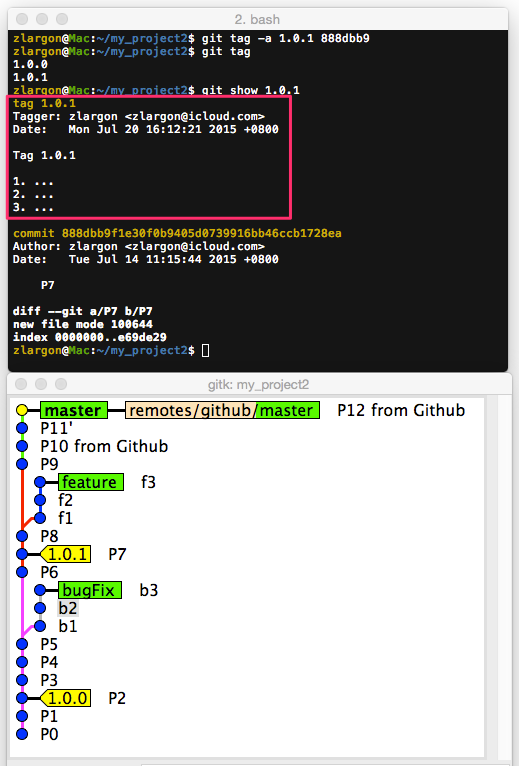 2. bash
zlargon@Mac:~/my_project2$ git tag -a 1.0.1 888dbb9
zlargon@Mac:~/my_project2$ git tag
1.0.0
1.0.1
zlargon@Mac:~/my_project2$ git show 1.0.1
tag 1.0.1
Tagger: zlargon <zlargon@icloud.com>
Date:   Mon Jul 20 16:12:21 2015 +0800
Tag 1.0.1
1. ...
2. ...
3. ...
commit 888dbb9f1e30f0b9405d0739916bb46ccb1728ea
Author: zlargon <zlargon@icloud.com>
Date:   Tue Jul 14 11:15:44 2015 +0800
P7
diff --git a/P7 b/P7
new file mode 100644
index 0000000..e69de29
zlargon@Mac:~/my_project2$
gitk: my_project2
master remotes/github/master P12 from Github
P11'
P10 from Github
P9
feature f3
f2
f1
P8
1.0.1 P7
P6
bugFix b3
b2
b1
P5
P4
P3
1.0.0 P2
P1
P0